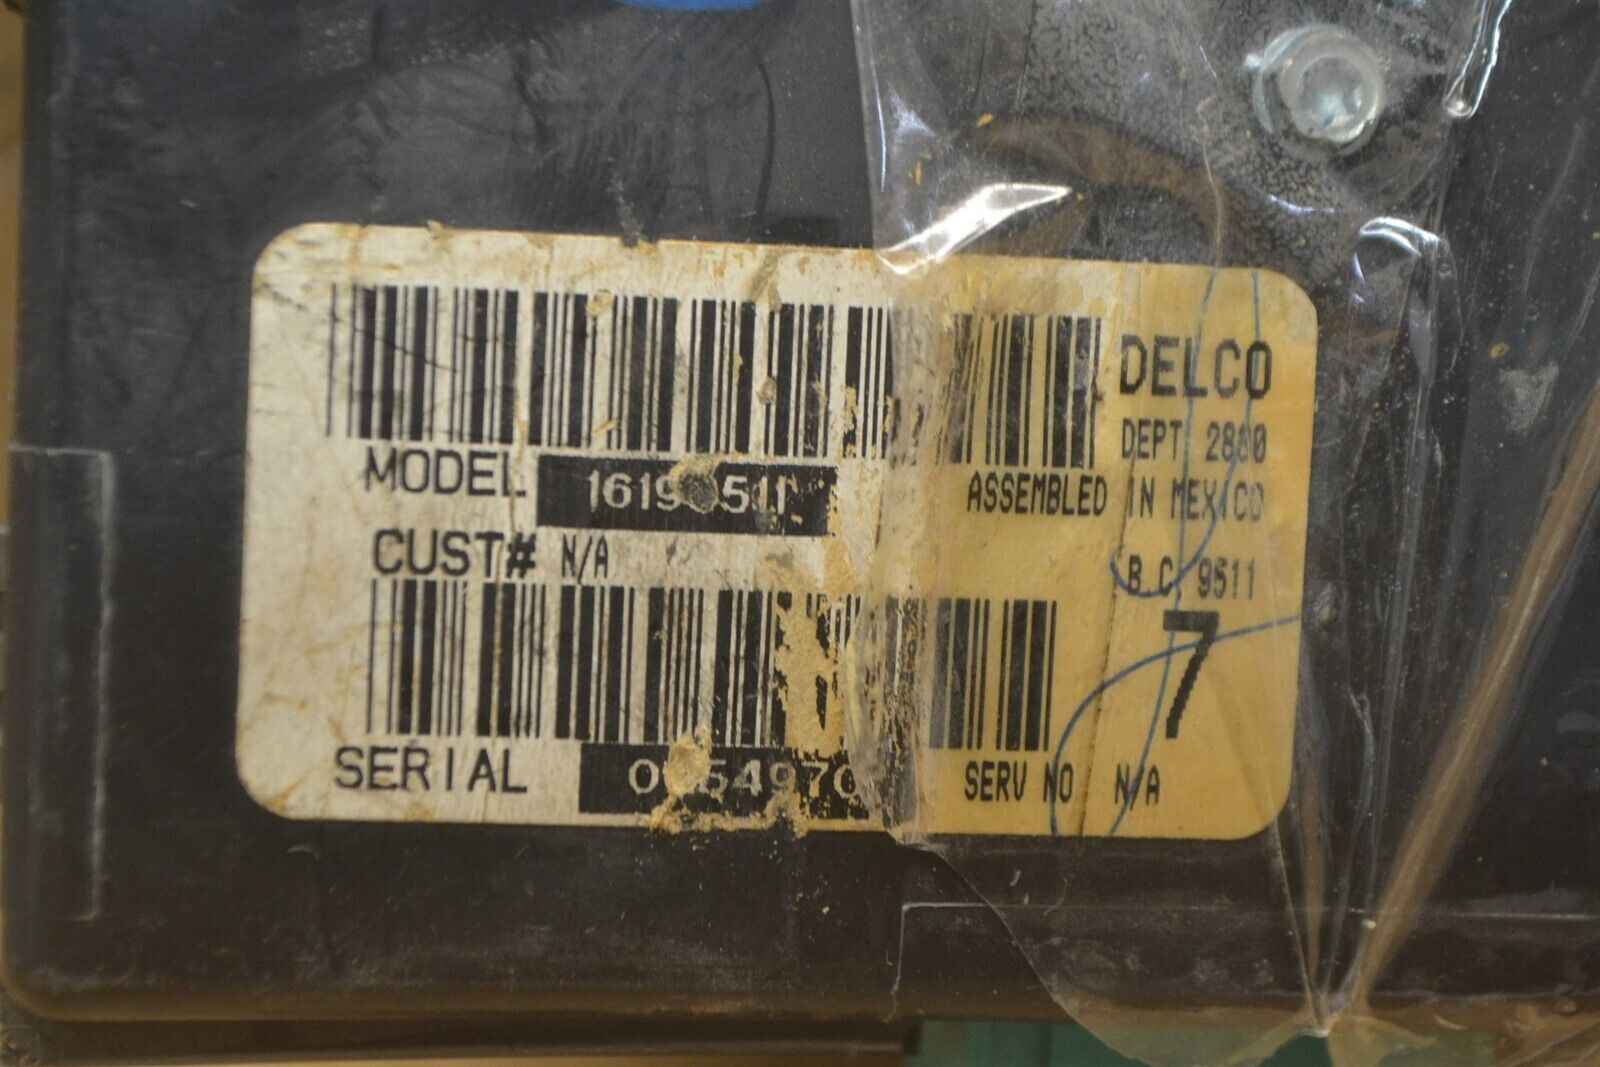 DELCO
DEPT 2800
MODEL
ASSEMBLED IN MEXICO
CUST# N/A
B.C. 9511
7
SERIAL
SERV NO N/A